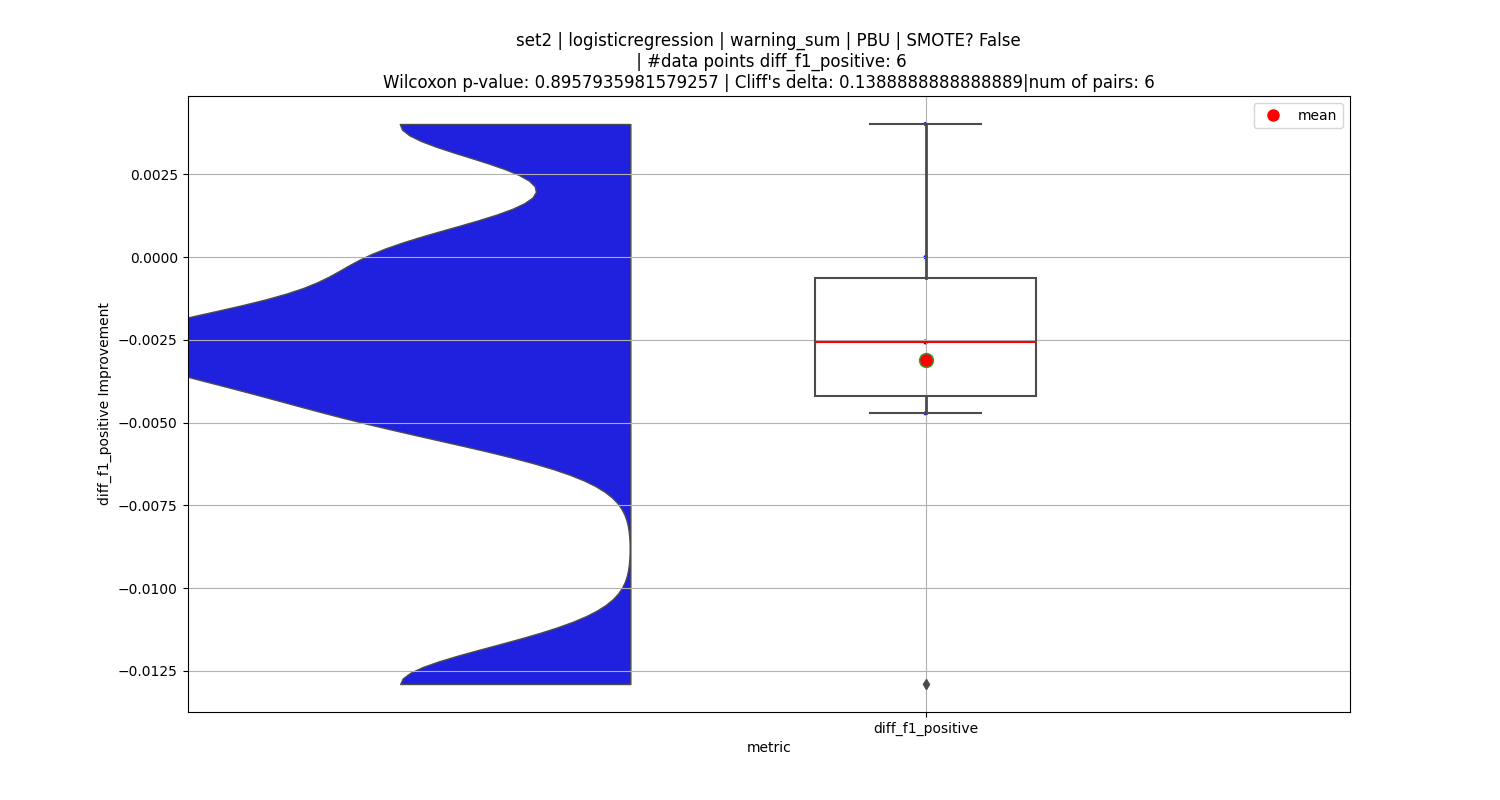 set2 | logisticregression | warning_sum | PBU | SMOTE? False
| #data points diff_f1_positive: 6
Wilcoxon p-value: 0.8957935981579257 | Cliff's delta: 0.1388888888888889|num of pairs: 6
mean
0.0025
0.0000
−0.0025
−0.0050
−0.0075
−0.0100
−0.0125
diff_f1_positive Improvement
diff_f1_positive
metric